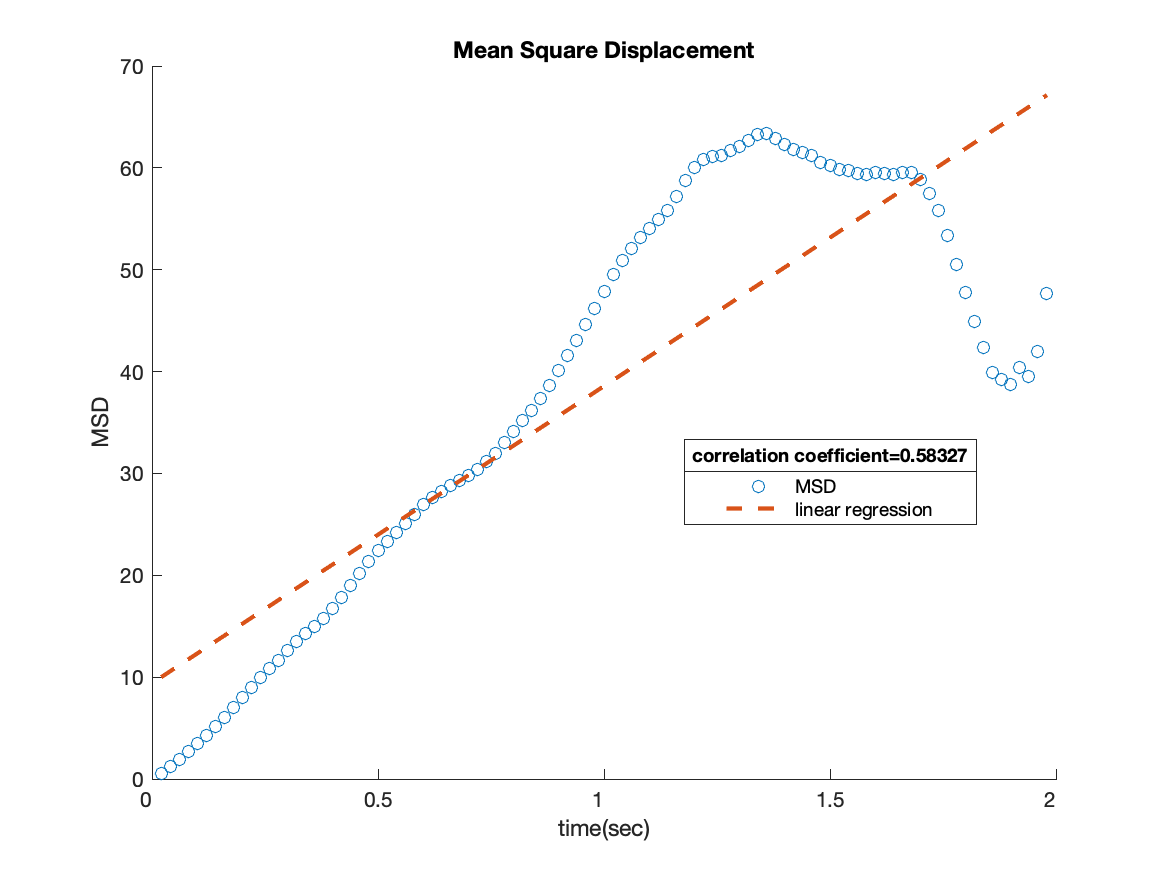 Mean Square Displacement
70
60
50
40
30
20
10
0
MSD
correlation coefficient=0.58327
MSD
linear regression
0
0.5
1
1.5
2
time(sec)